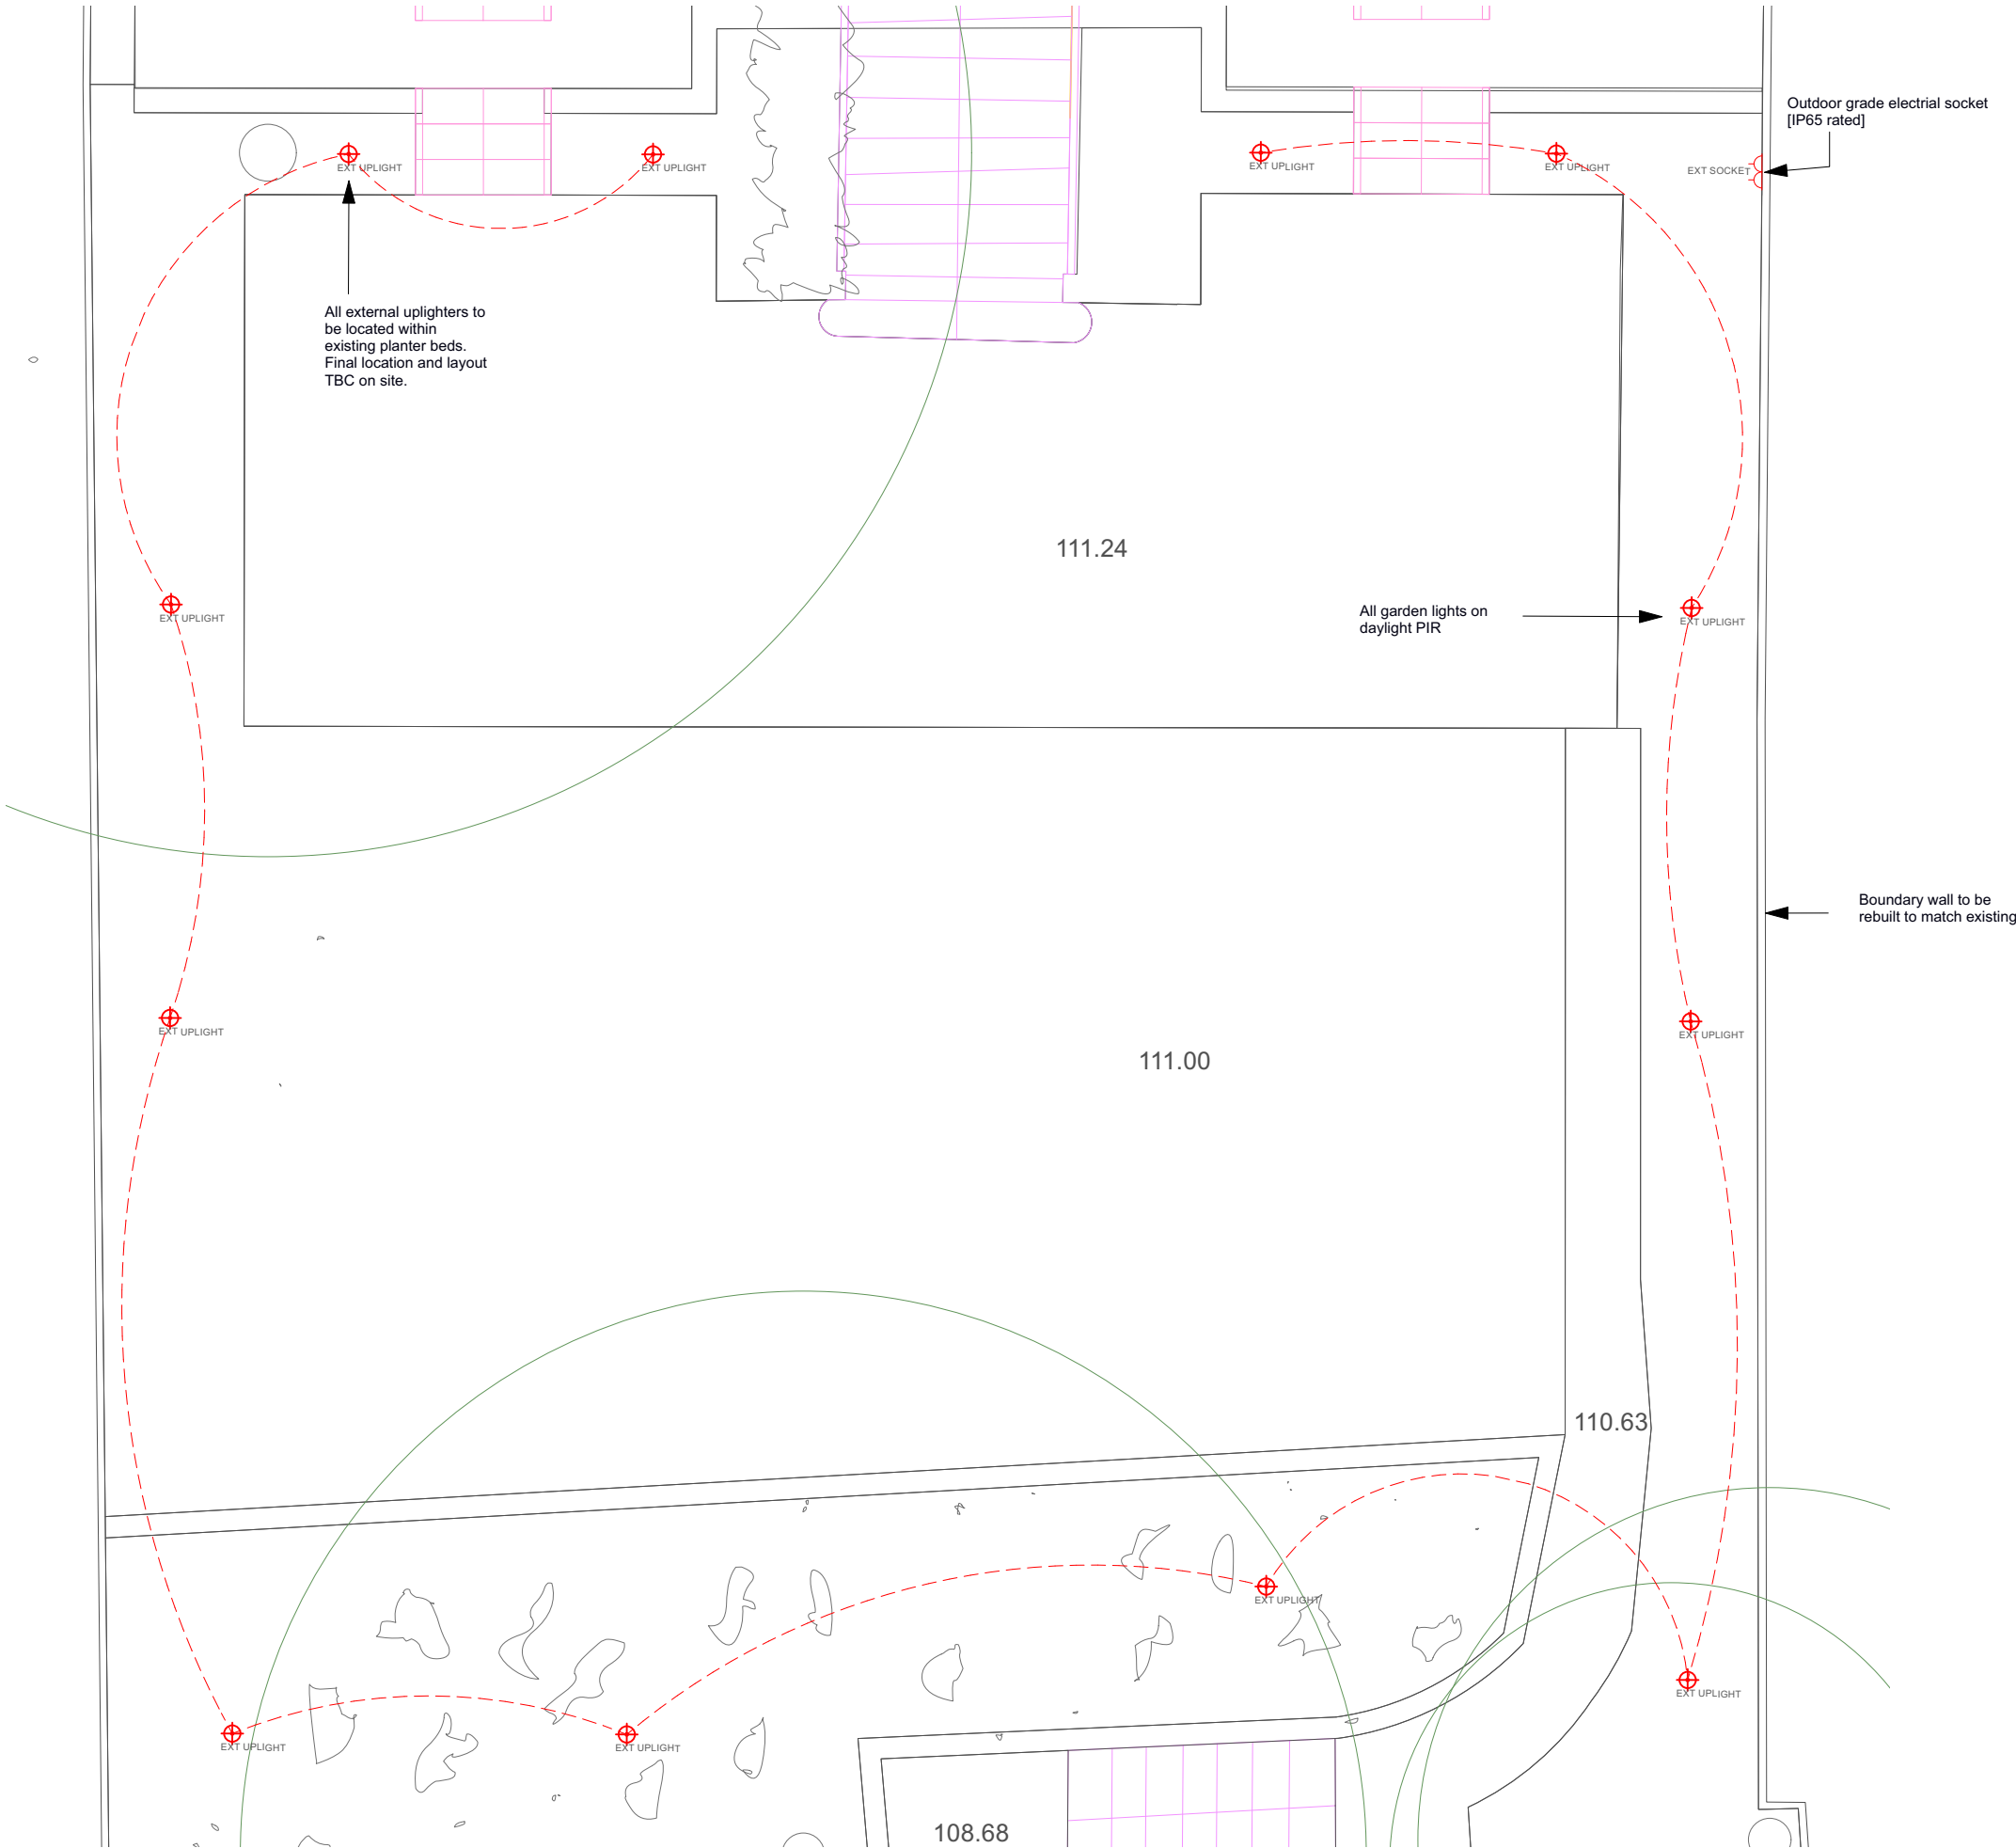 Outdoor grade electrial socket
[IP65 rated]
EXT UPLIGHT
EXT UPLIGHT
EXT UPLIGHT
EXT UPLIGHT
EXT SOCKET
All external uplighters to
be located within
existing planter beds.
Final location and layout
TBC on site.
111.24
All garden lights on
daylight PIR
EXT UPLIGHT
EXT UPLIGHT
Boundary wall to be
rebuilt to match existing
EXT UPLIGHT
EXT UPLIGHT
111.00
110.63
EXT UPLIGHT
EXT UPLIGHT
EXT UPLIGHT
EXT UPLIGHT
108.68